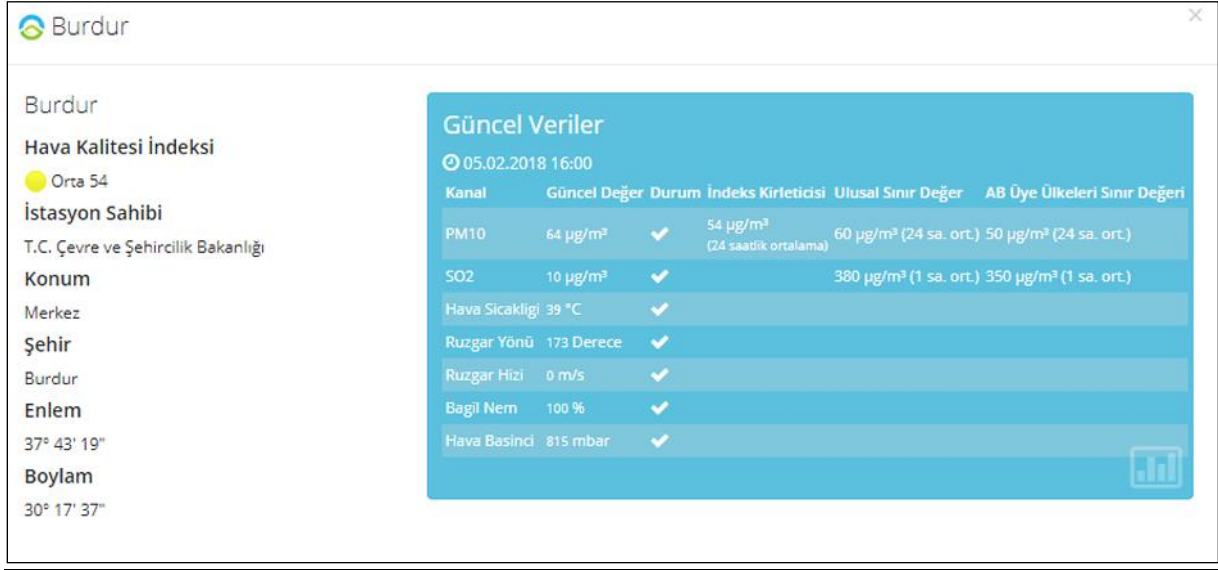 Burdur
×
Burdur
Hava Kalitesi İndeksi
Orta 54
İstasyon Sahibi
T.C. Çevre ve Şehircilik Bakanlığı
Konum
Merkez
Şehir
Burdur
Enlem
37° 43' 19"
Boylam
30° 17' 37"
Güncel Veriler
05.02.2018 16:00
Kanal Güncel Değer Durum İndeks Kirleticisi Ulusal Sınır Değer AB Üye Ülkeleri Sınır Değeri
PM10 64 µg/m³ ✔ 54 µg/m³ (24 saatlik ortalama) 60 µg/m³ (24 sa. ort.) 50 µg/m³ (24 sa. ort.)
SO2 10 µg/m³ ✔ 380 µg/m³ (1 sa. ort.) 350 µg/m³ (1 sa. ort.)
Hava Sicakligi 39 °C ✔
Ruzgar Yönü 173 Derece ✔
Ruzgar Hizi 0 m/s ✔
Bagil Nem 100 % ✔
Hava Basinci 815 mbar ✔